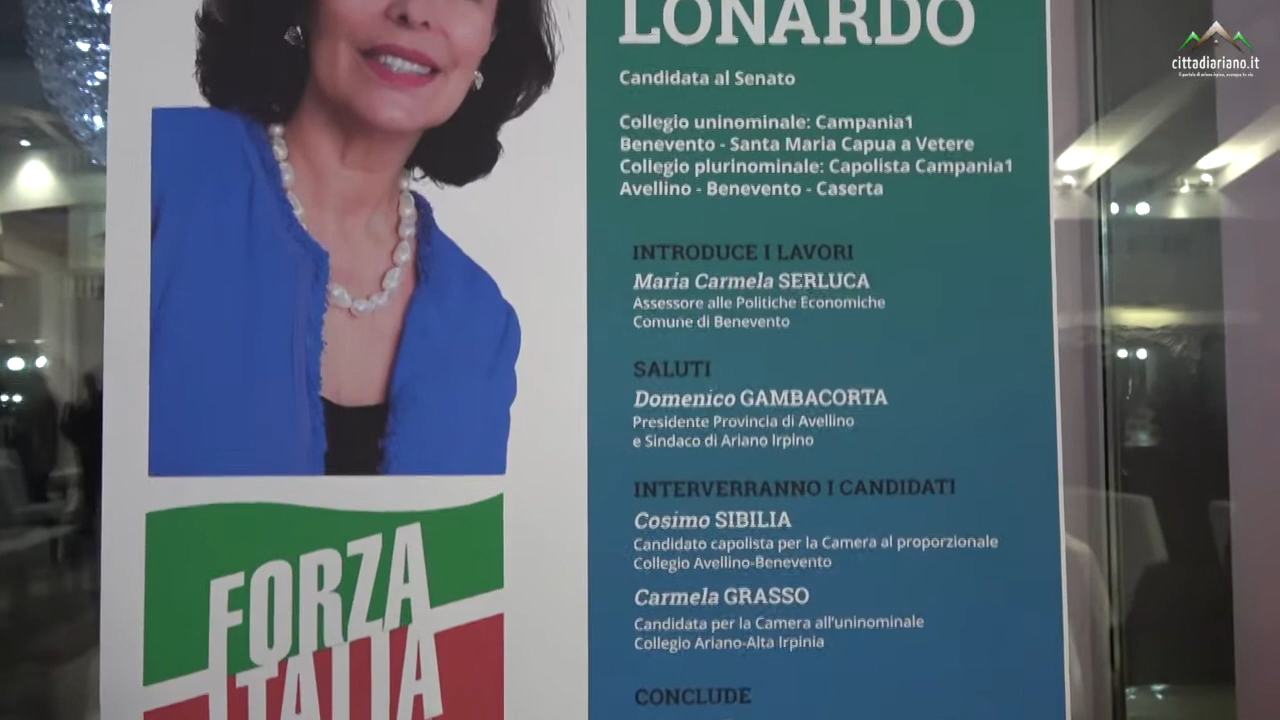 LONARDO
Candidata al Senato
Collegio uninominale: Campania1
Benevento - Santa Maria Capua a Vetere
Collegio plurinominale: Capolista Campania1
Avellino - Benevento - Caserta
INTRODUCE I LAVORI
Maria Carmela SERLUCA
Assessore alle Politiche Economiche
Comune di Benevento
SALUTI
Domenico GAMBACORTA
Presidente Provincia di Avellino
e Sindaco di Ariano Irpino
INTERVERRANNO I CANDIDATI
Cosimo SIBILIA
Candidato capolista per la Camera al proporzionale
Collegio Avellino-Benevento
Carmela GRASSO
Candidata per la Camera all'uninominale
Collegio Ariano-Alta Irpinia
CONCLUDE
FORZA
ITALIA
cittadiariano.it